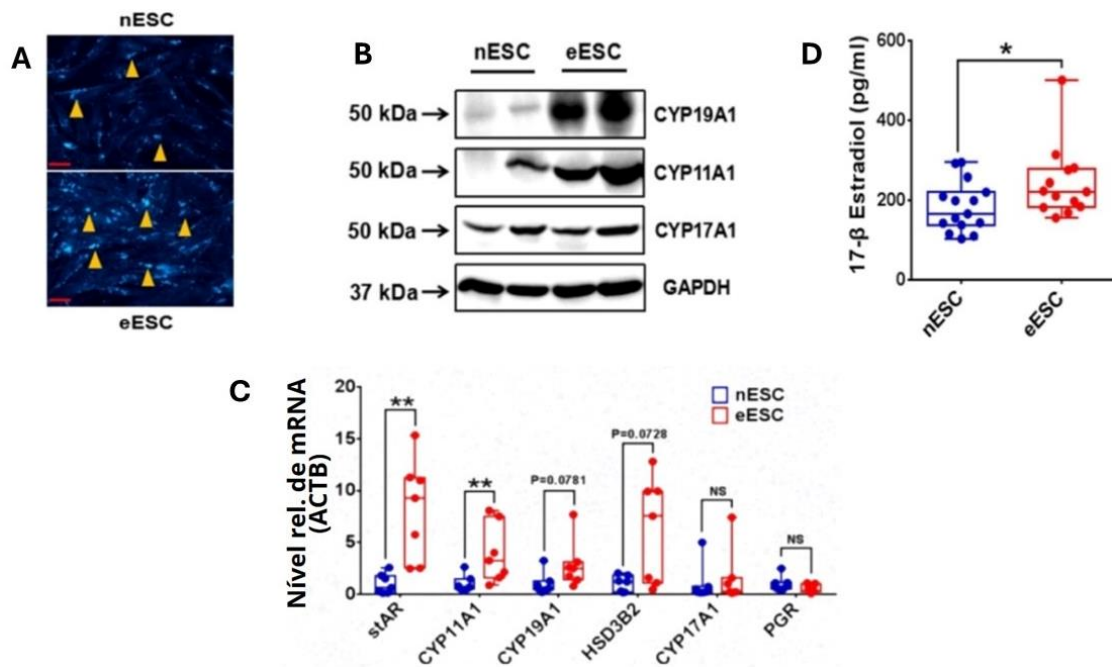 A
nESC
eESC
B
nESC eESC
50 kDa→ CYP19A1
50 kDa→ CYP11A1
50 kDa→ CYP17A1
37 kDa→ GAPDH
D
17-β Estradiol (pg/ml)
600
400
200
0
*
nESC
eESC
C
Nível rel. de mRNA
(ACTB)
20
15
10
5
0
nESC
eESC
**
**
P=0.0781
P=0.0728
NS
NS
stAR
CYP11A1
CYP19A1
HSD3B2
CYP17A1
PGR